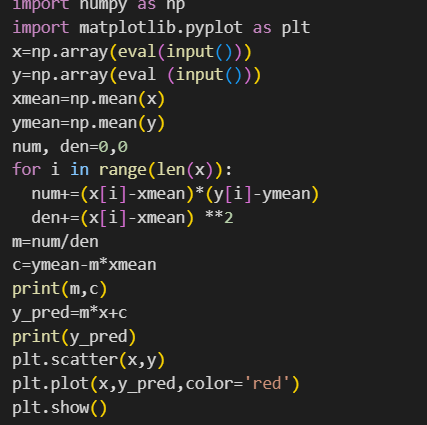 import numpy as np
import matplotlib.pyplot as plt
x=np.array(eval(input()))
y=np.array(eval (input()))
xmean=np.mean(x)
ymean=np.mean(y)
num, den=0,0
for i in range(len(x)):
  num+=(x[i]-xmean)*(y[i]-ymean)
  den+=(x[i]-xmean) **2
m=num/den
c=ymean-m*xmean
print(m,c)
y_pred=m*x+c
print(y_pred)
plt.scatter(x,y)
plt.plot(x,y_pred,color='red')
plt.show()